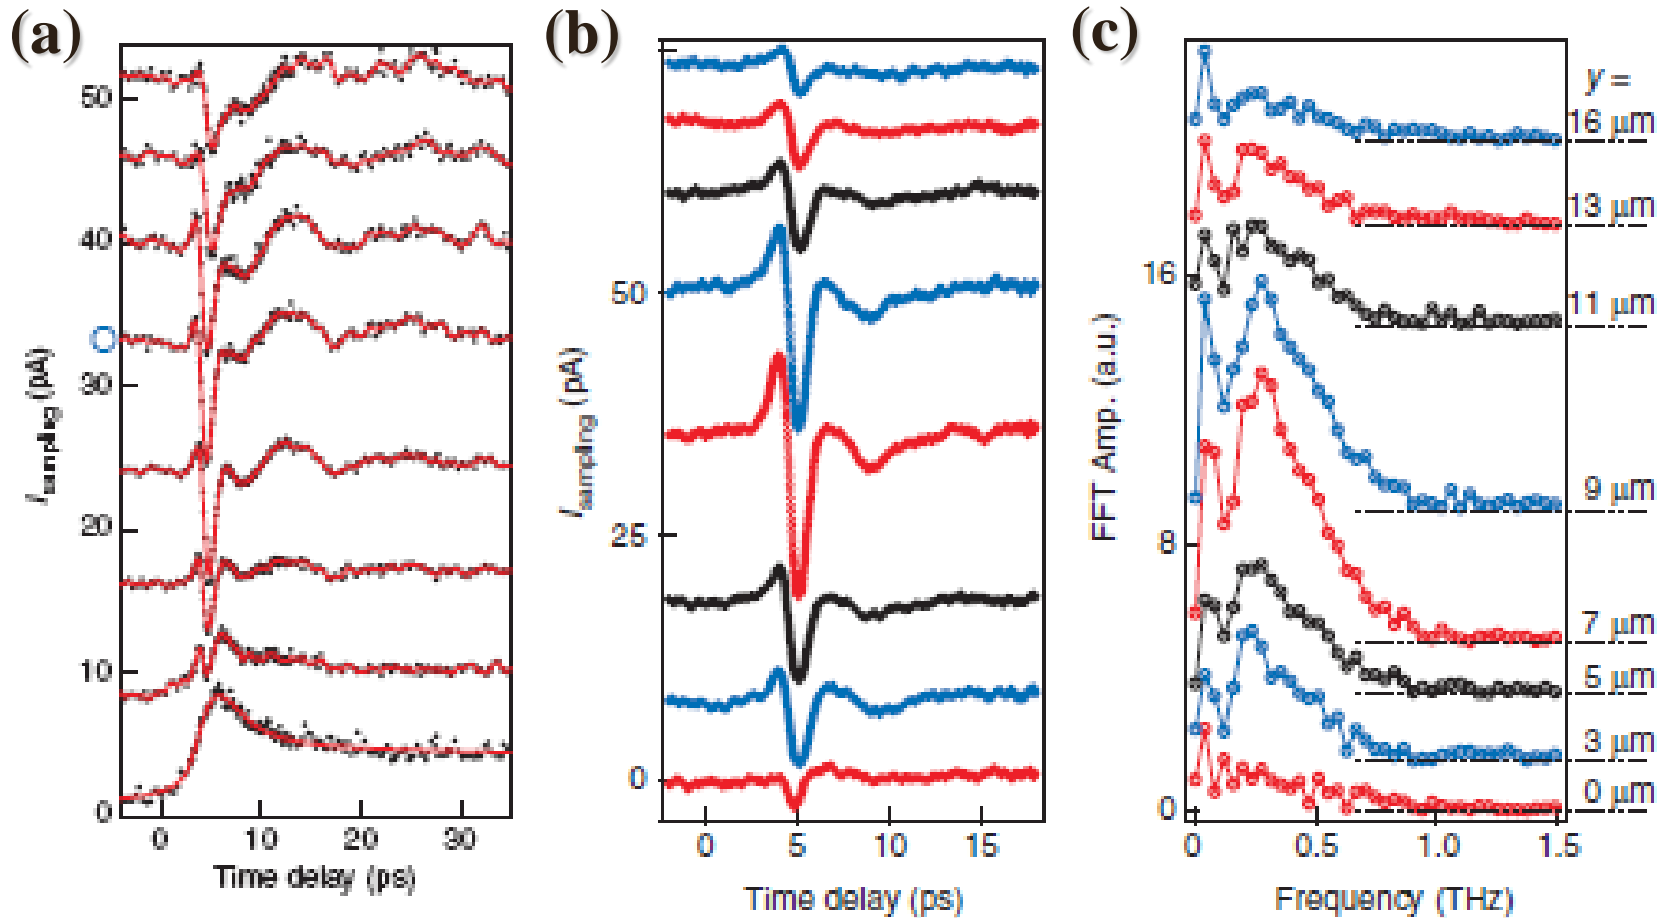 (a)
50
40
30
20
10
0
0 10 20 30
Isampling (pA)
Time delay (ps)
(b)
50
25
0
0 5 10 15
Isampling (pA)
Time delay (ps)
(c)
16
8
0
0 0.5 1.0 1.5
FFT Amp. (a.u.)
Frequency (THz)
y =
16 μm
13 μm
11 μm
9 μm
7 μm
5 μm
3 μm
0 μm